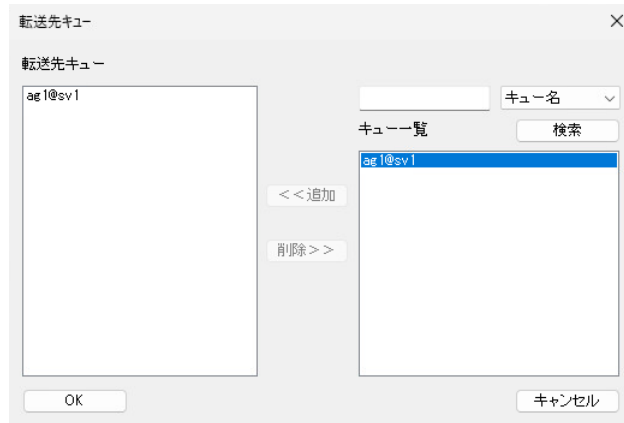 転送先キュー
転送先キュー
ag1@sv1
キュー名
キュー一覧
検索
ag1@sv1
<<追加
削除>>
OK
キャンセル